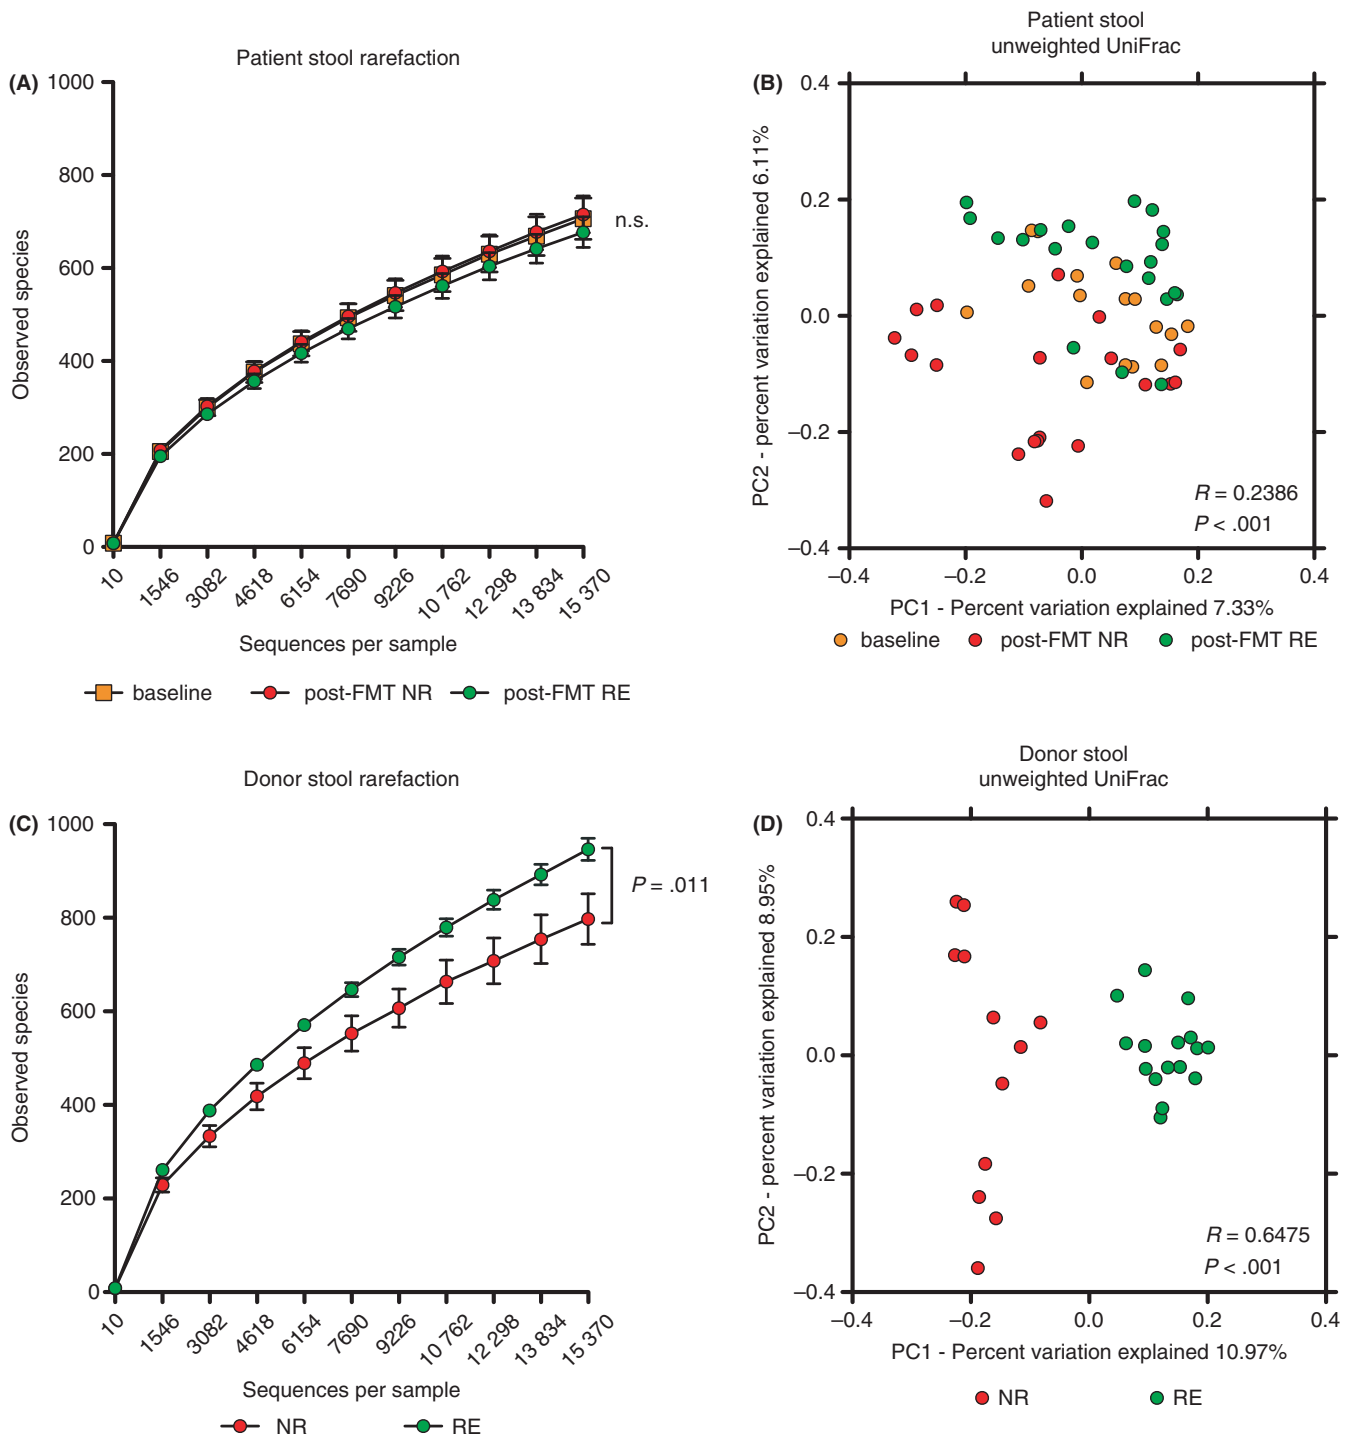 Patient stool rarefaction
(A)
1000
800
600
400
200
0
Observed species
n.s.
10
1546
3082
4618
6154
7690
9226
10 762
12 298
13 834
15 370
Sequences per sample
baseline
post-FMT NR
post-FMT RE
Patient stool
unweighted UniFrac
(B)
0.4
0.2
0.0
–0.2
–0.4
PC2 - percent variation explained 6.11%
R = 0.2386
P < .001
–0.4
–0.2
0.0
0.2
0.4
PC1 - Percent variation explained 7.33%
baseline
post-FMT NR
post-FMT RE
Donor stool rarefaction
(C)
1000
800
600
400
200
0
Observed species
P = .011
10
1546
3082
4618
6154
7690
9226
10 762
12 298
13 834
15 370
Sequences per sample
NR
RE
Donor stool
unweighted UniFrac
(D)
0.4
0.2
0.0
–0.2
–0.4
PC2 - percent variation explained 8.95%
R = 0.6475
P < .001
–0.4
–0.2
0.0
0.2
0.4
PC1 - Percent variation explained 10.97%
NR
RE